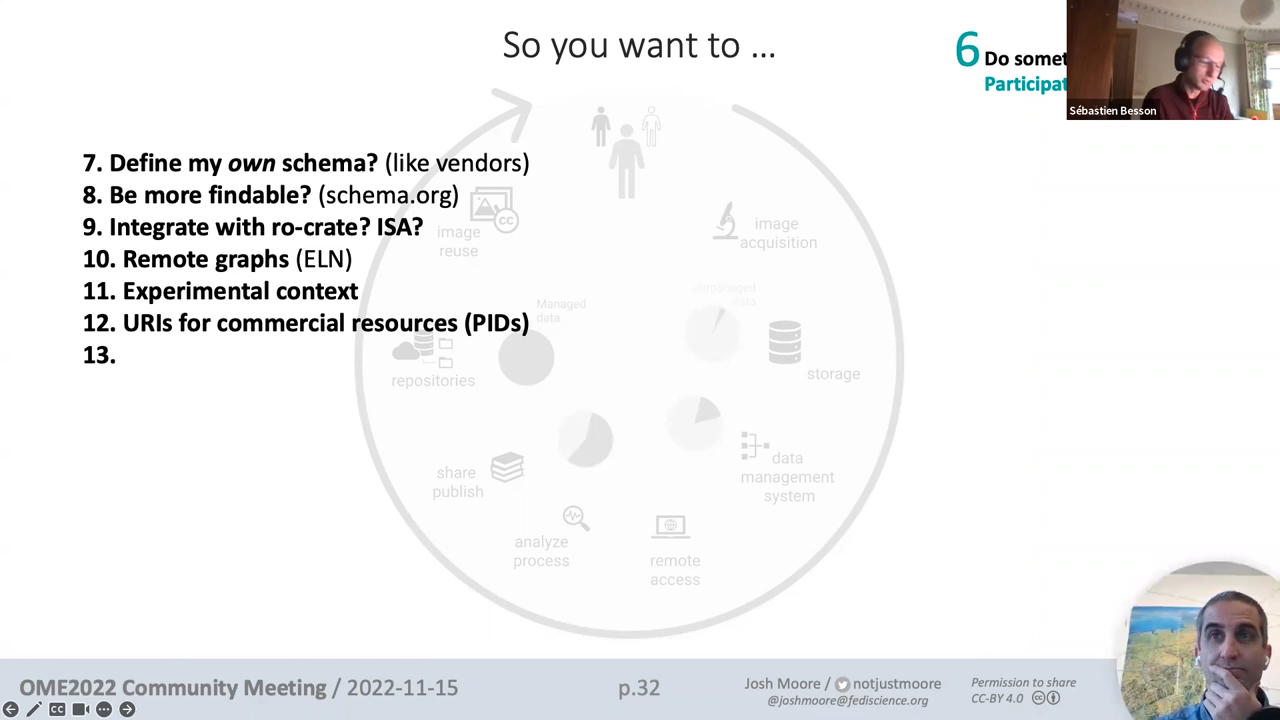 So you want to ...
6 Do somet
Participat
Sébastien Besson
7. Define my own schema? (like vendors)
8. Be more findable? (schema.org)
9. Integrate with ro-crate? ISA?
10. Remote graphs (ELN)
11. Experimental context
12. URIs for commercial resources (PIDs)
13.
image
reuse
CC
image
acquisition
Managed
data
unmanaged
data
repositories
storage
share
publish
data
management
system
analyze
process
remote
access
OME2022 Community Meeting / 2022-11-15
p.32
Josh Moore / notjustmoore
@joshmoore@fediscience.org
Permission to share
CC-BY 4.0